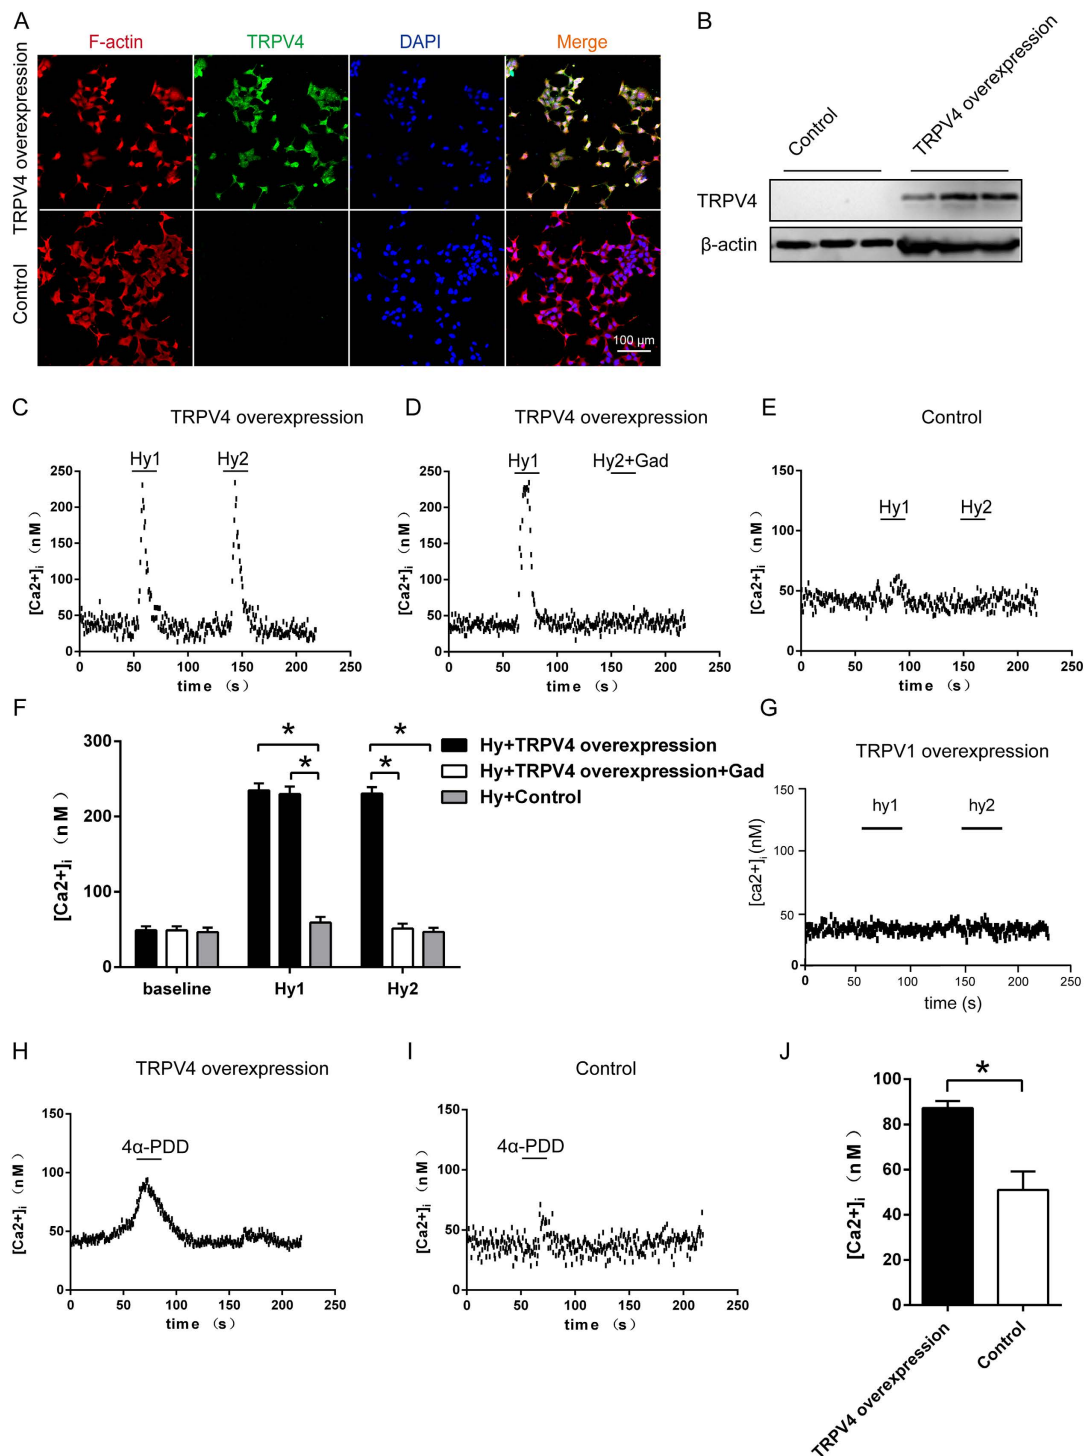 A
F-actin
TRPV4
DAPI
Merge
TRPV4 overexpression
Control
100 µm
B
Control
TRPV4 overexpression
TRPV4
β-actin
C
TRPV4 overexpression
Hy1
Hy2
250
200
150
100
50
0
[Ca2+]i (nM)
0 50 100 150 200 250
time (s)
D
TRPV4 overexpression
Hy1
Hy2+Gad
250
200
150
100
50
0
[Ca2+]i (nM)
0 50 100 150 200 250
time (s)
E
Control
150
Hy1
Hy2
100
50
0
[Ca2+]i (nM)
0 50 100 150 200 250
time (s)
F
300
200
100
0
[Ca2+]i (nM)
* * * *
baseline Hy1 Hy2
Hy+TRPV4 overexpression
Hy+TRPV4 overexpression+Gad
Hy+Control
G
TRPV1 overexpression
150
hy1
hy2
100
50
0
[ca2+]i (nM)
0 50 100 150 200 250
time (s)
H
TRPV4 overexpression
150
4α-PDD
100
50
0
[Ca2+]i (nM)
0 50 100 150 200 250
time (s)
I
Control
150
4α-PDD
100
50
0
[Ca2+]i (nM)
0 50 100 150 200 250
time (s)
J
*
100
80
60
40
20
0
[Ca2+]i (nM)
TRPV4 overexpression
Control